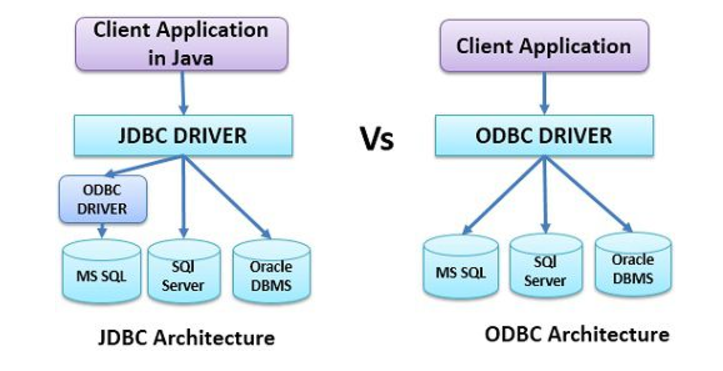 Client Application
in Java
JDBC DRIVER
ODBC
DRIVER
MS SQL
SQl
Server
Oracle
DBMS
JDBC Architecture
Vs
Client Application
ODBC DRIVER
MS SQL
SQl
Server
Oracle
DBMS
ODBC Architecture